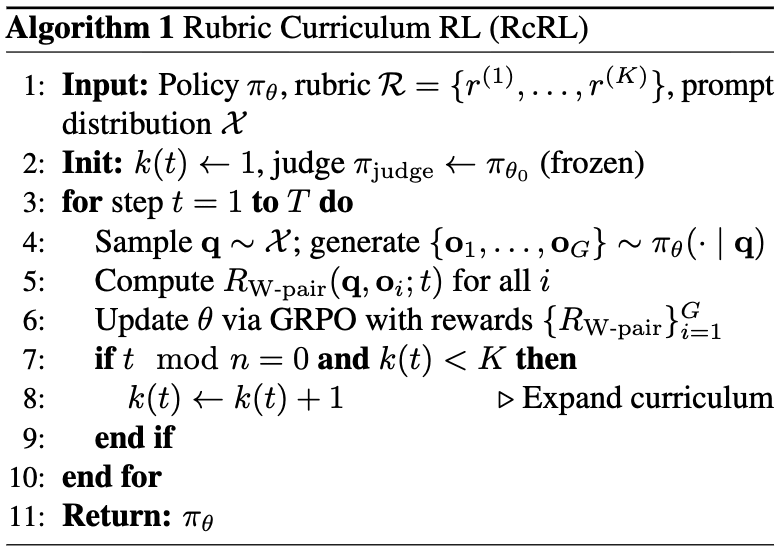 Algorithm 1 Rubric Curriculum RL (RcRL)
1: Input: Policy π_θ, rubric ℛ = {r^(1), . . . , r^(K)}, prompt
distribution 𝒳
2: Init: k(t) ← 1, judge π_judge ← π_θ₀ (frozen)
3: for step t = 1 to T do
4: Sample q ∼ 𝒳; generate {o_1, . . . , o_G} ∼ π_θ(· | q)
5: Compute R_W-pair(q, o_i; t) for all i
6: Update θ via GRPO with rewards {R_W-pair}_{i=1}^G
7: if t mod n = 0 and k(t) < K then
8: k(t) ← k(t) + 1 ▷ Expand curriculum
9: end if
10: end for
11: Return: π_θ